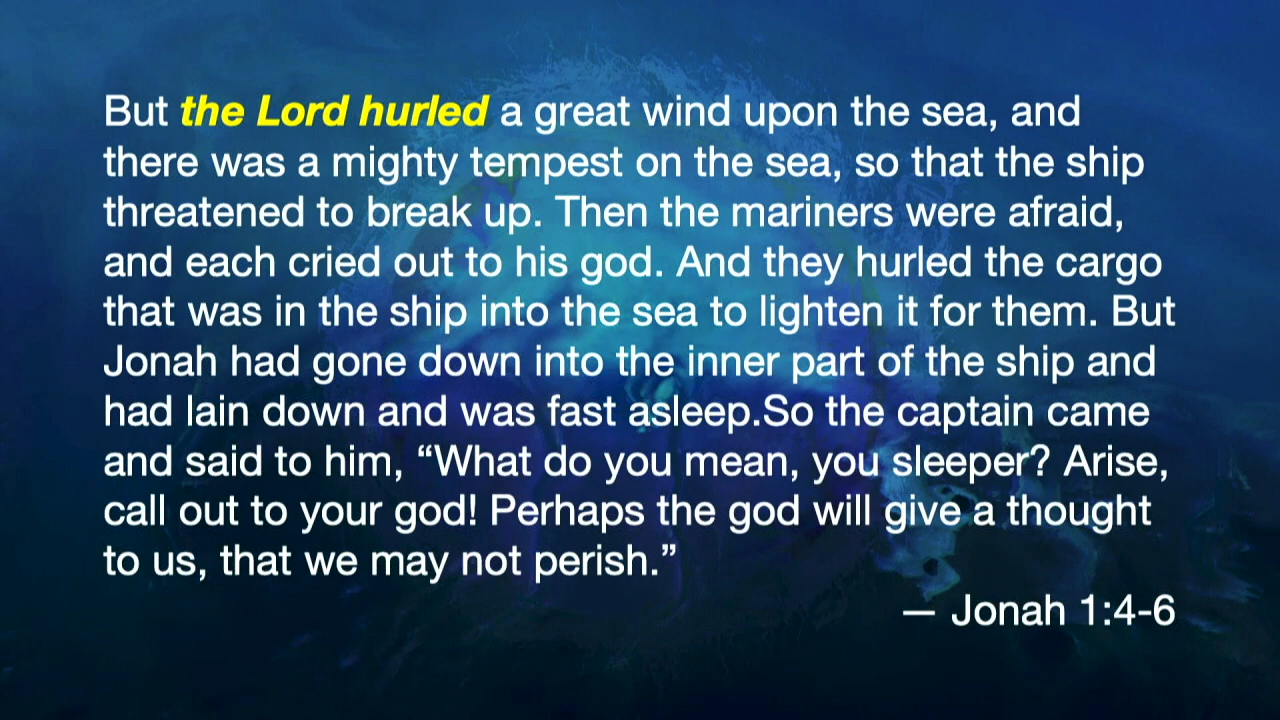 But the Lord hurled a great wind upon the sea, and
there was a mighty tempest on the sea, so that the ship
threatened to break up. Then the mariners were afraid,
and each cried out to his god. And they hurled the cargo
that was in the ship into the sea to lighten it for them. But
Jonah had gone down into the inner part of the ship and
had lain down and was fast asleep.So the captain came
and said to him, “What do you mean, you sleeper? Arise,
call out to your god! Perhaps the god will give a thought
to us, that we may not perish.”
— Jonah 1:4-6